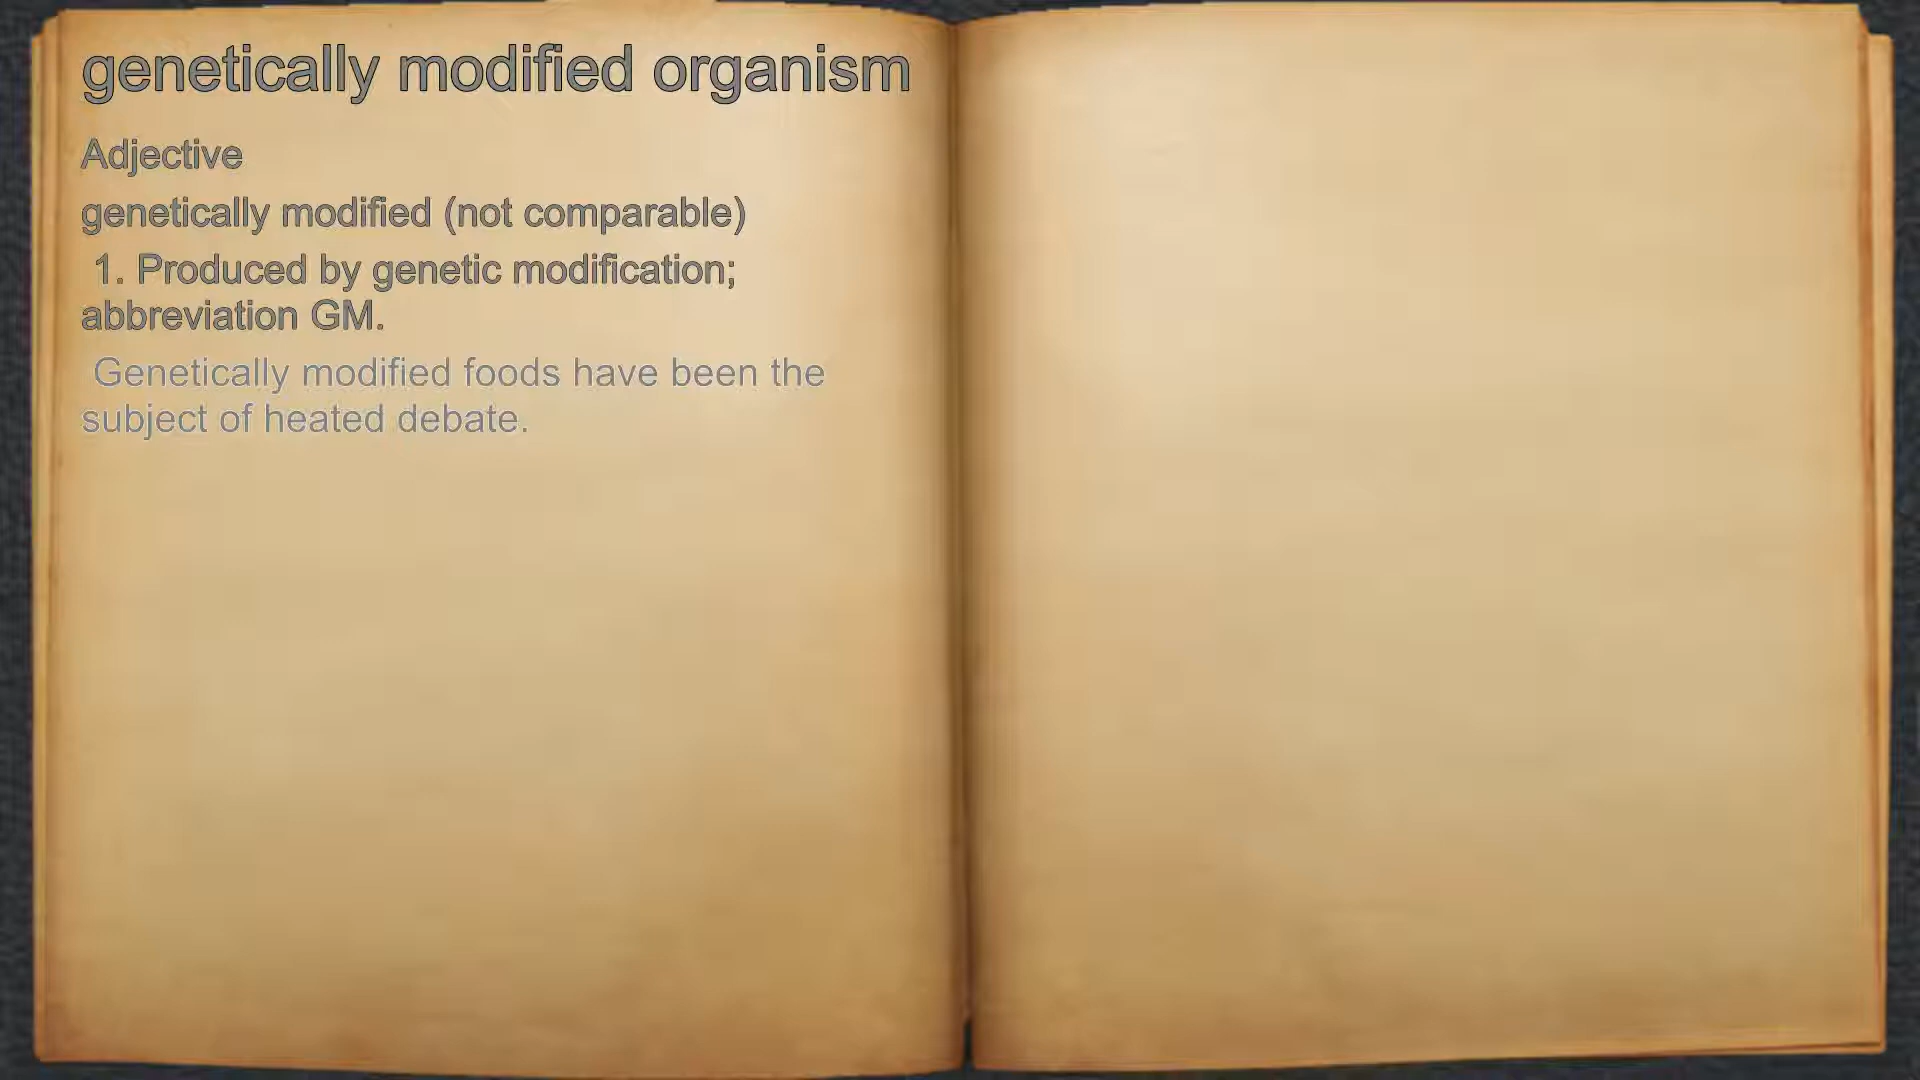 genetically modified organism
Adjective
genetically modified (not comparable)
1. Produced by genetic modification;
abbreviation GM.
Genetically modified foods have been the
subject of heated debate.